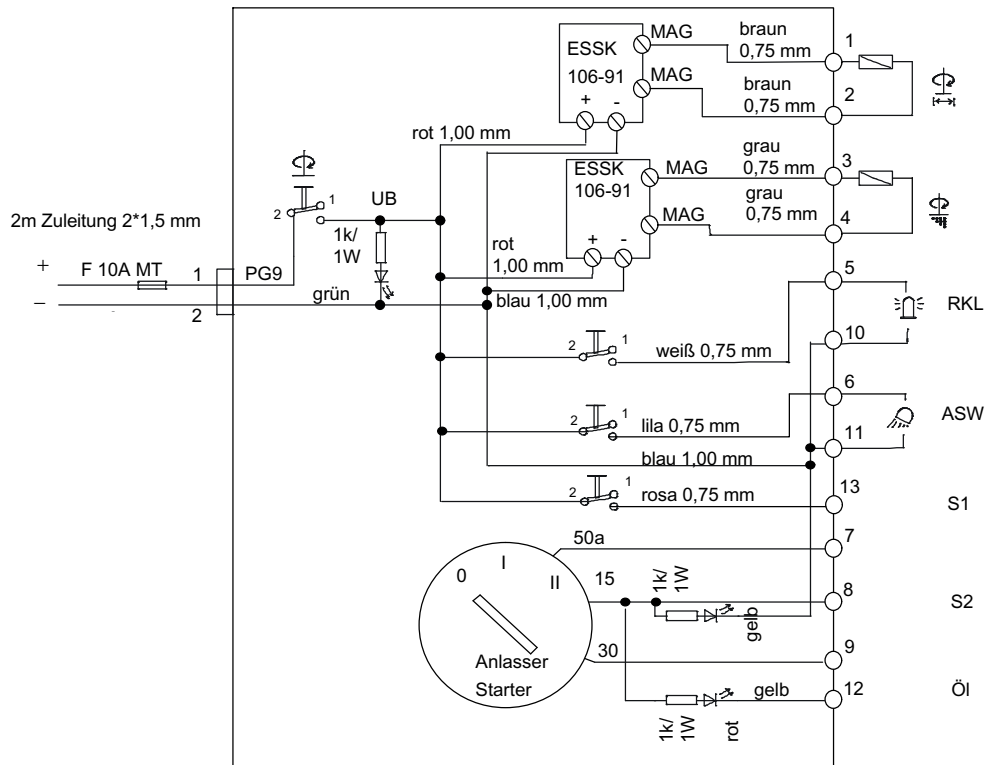 ESSK
106-91
+ -
MAG
braun
0,75 mm
1
MAG
braun
0,75 mm
2
rot 1,00 mm
ESSK
106-91
+ -
MAG
grau
0,75 mm
3
MAG
grau
0,75 mm
4
2m Zuleitung 2*1,5 mm
+
F 10A MT
1
PG9
–
2
2
1
UB
1k/
1W
grün
rot
1,00 mm
blau 1,00 mm
5
RKL
10
2
1
weiß 0,75 mm
6
ASW
2
1
lila 0,75 mm
11
blau 1,00 mm
2
1
rosa 0,75 mm
13
S1
50a
7
0
I
II
15
1k/
1W
gelb
8
S2
Anlasser
Starter
30
9
1k/
1W
rot
gelb
12
Öl